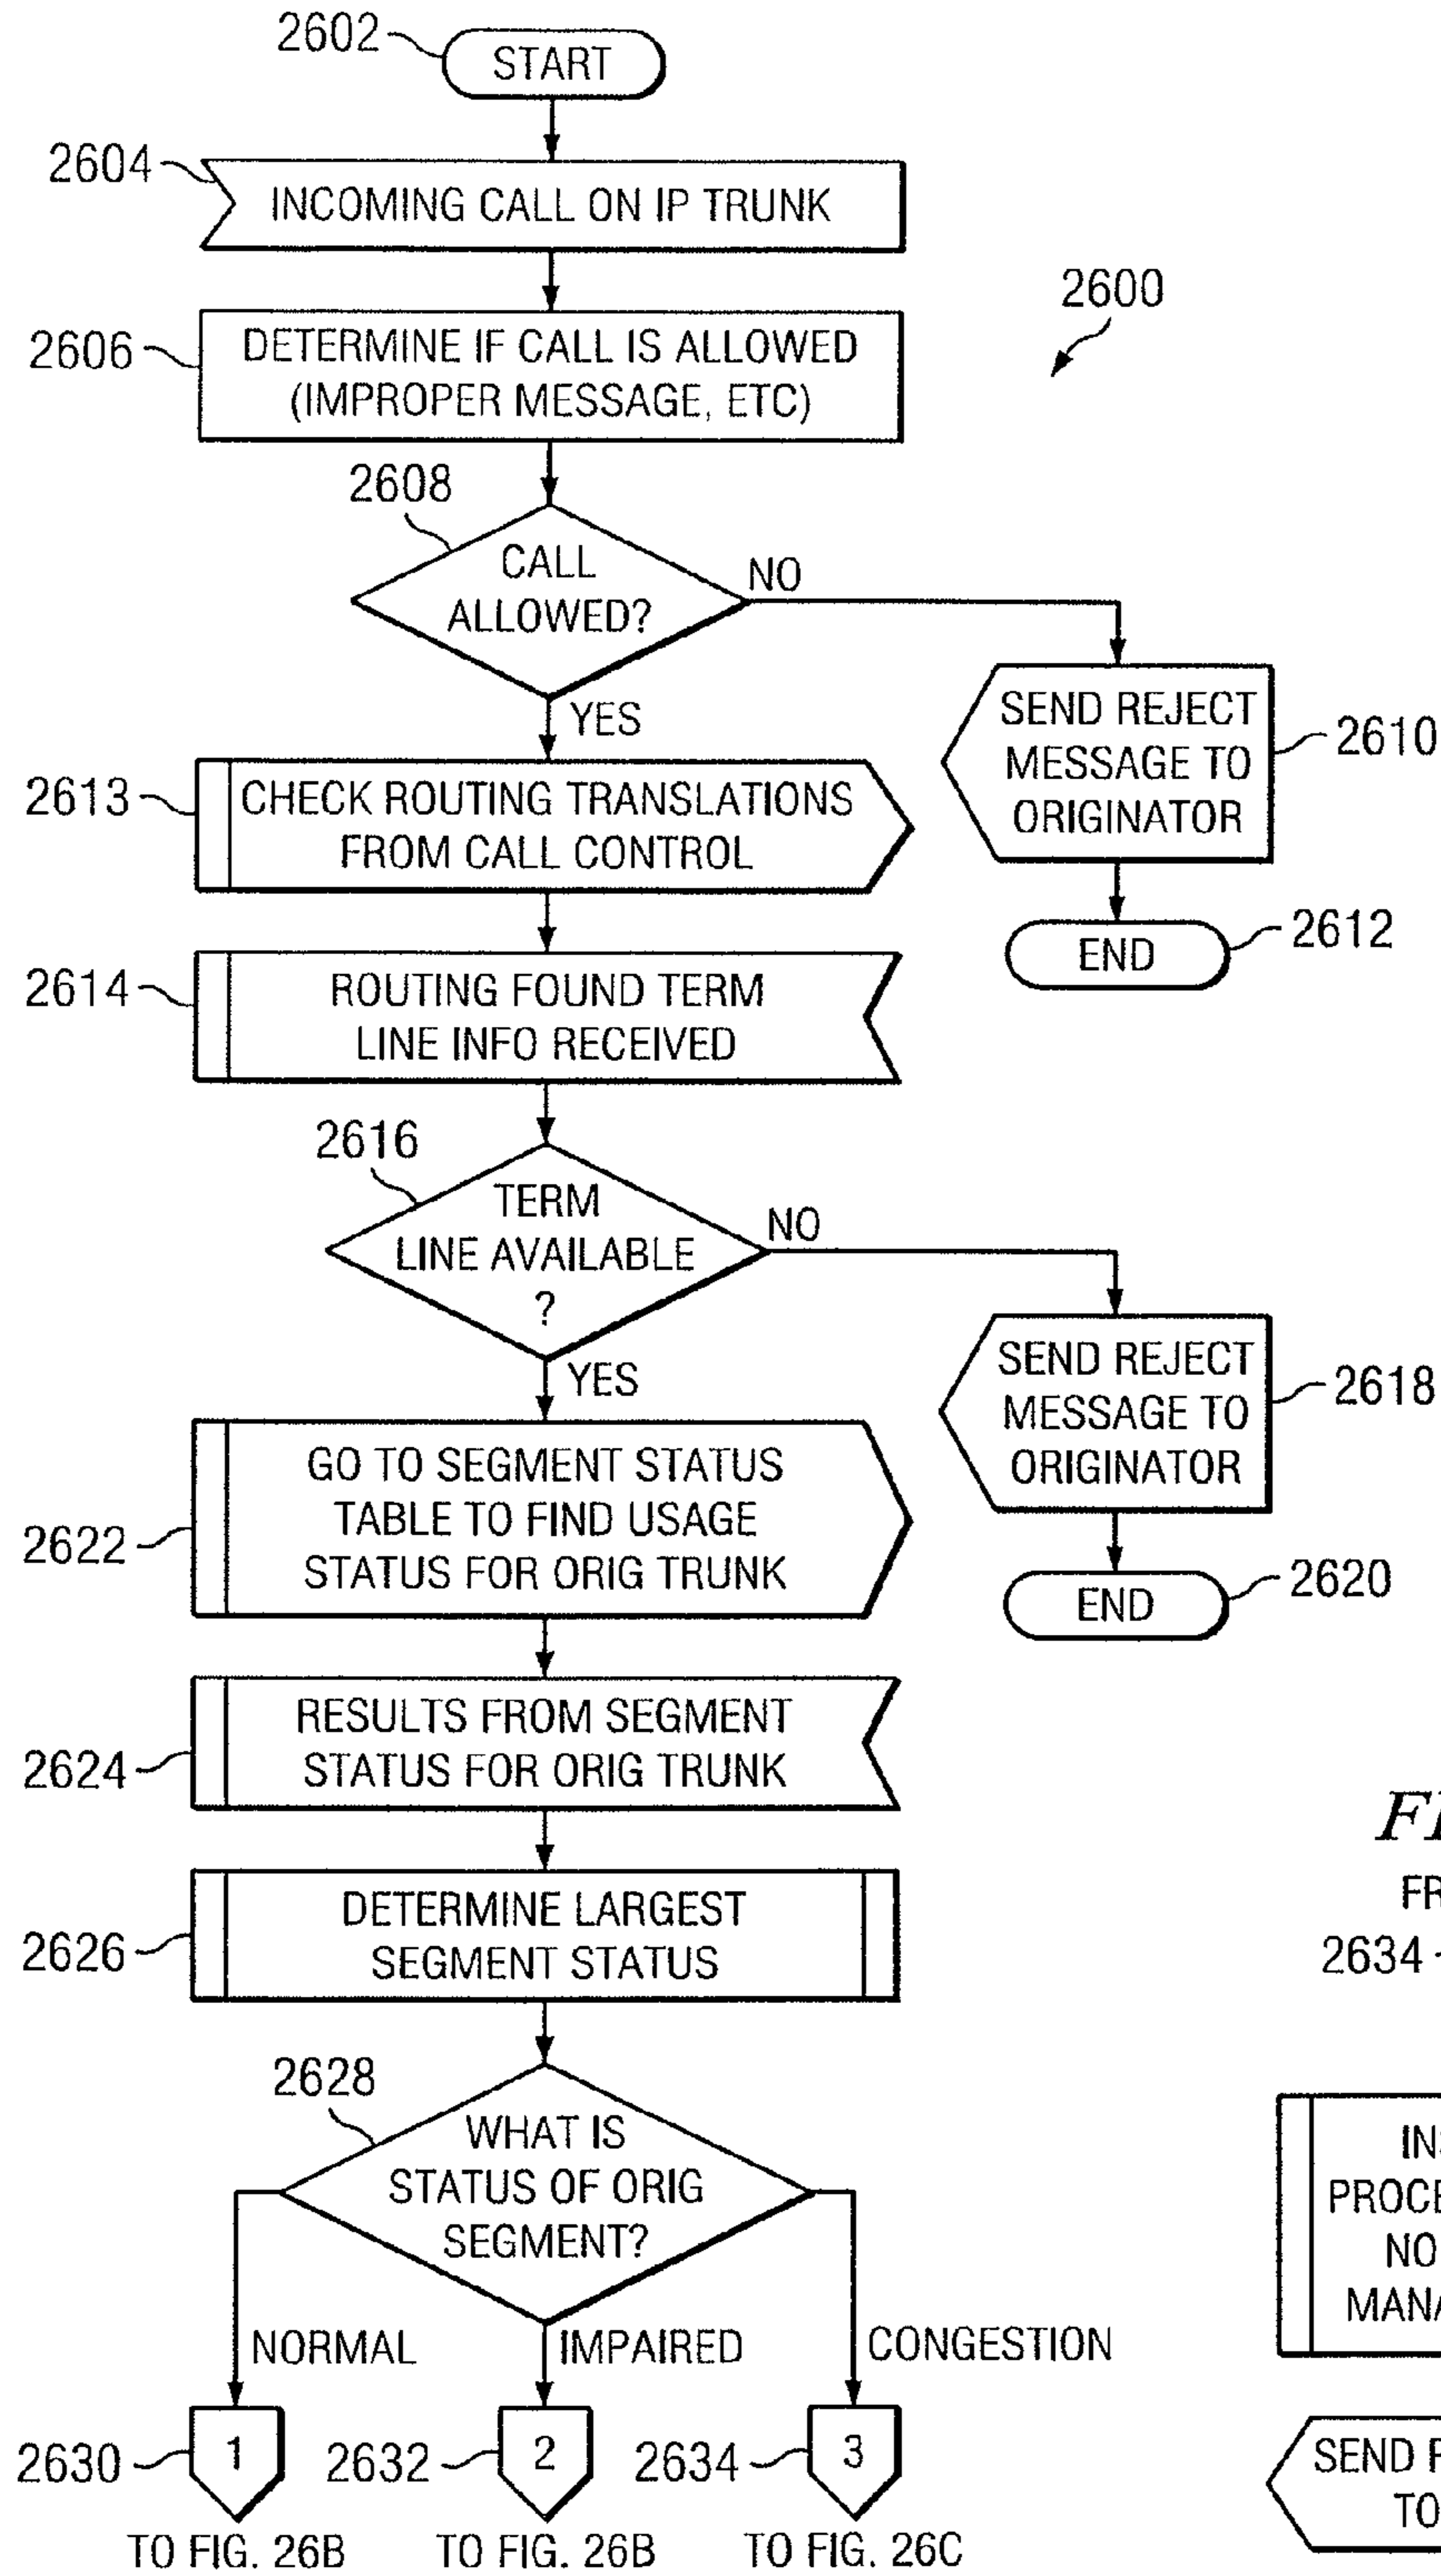 2602
START
2604
INCOMING CALL ON IP TRUNK
2600
2606
DETERMINE IF CALL IS ALLOWED
(IMPROPER MESSAGE, ETC)
2608
CALL
ALLOWED?
NO
YES
SEND REJECT
MESSAGE TO
ORIGINATOR
2610
END
2612
2613
CHECK ROUTING TRANSLATIONS
FROM CALL CONTROL
2614
ROUTING FOUND TERM
LINE INFO RECEIVED
2616
TERM
LINE AVAILABLE
?
NO
YES
SEND REJECT
MESSAGE TO
ORIGINATOR
2618
END
2620
2622
GO TO SEGMENT STATUS
TABLE TO FIND USAGE
STATUS FOR ORIG TRUNK
2624
RESULTS FROM SEGMENT
STATUS FOR ORIG TRUNK
2626
DETERMINE LARGEST
SEGMENT STATUS
2628
WHAT IS
STATUS OF ORIG
SEGMENT?
NORMAL
IMPAIRED
CONGESTION
2630
1
2632
2
2634
3
TO FIG. 26B
TO FIG. 26B
TO FIG. 26C
2634
TO